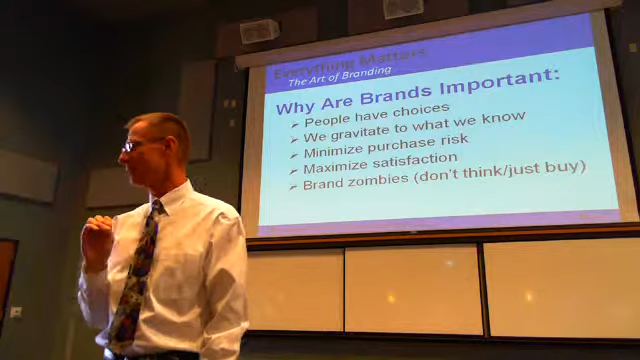 Everything Matters
The Art of Branding
Why Are Brands Important:
➢ People have choices
➢ We gravitate to what we know
➢ Minimize purchase risk
➢ Maximize satisfaction
➢ Brand zombies (don't think/just buy)